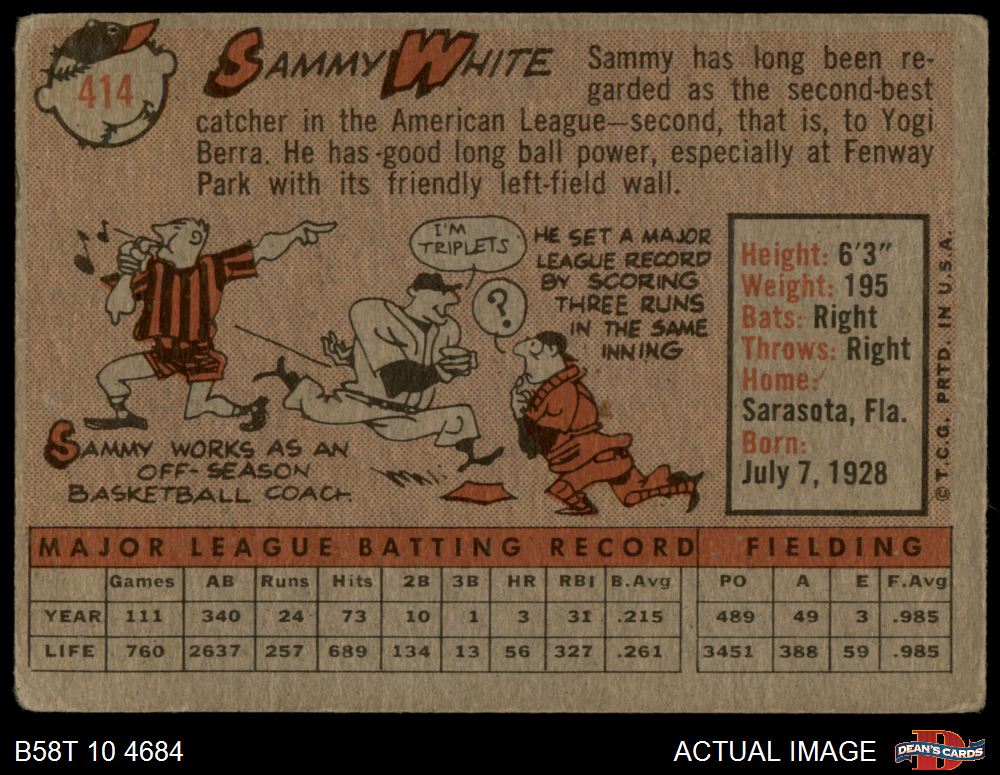 414
SAMMY WHITE
Sammy has long been re-
garded as the second-best
catcher in the American League—second, that is, to Yogi
Berra. He has good long ball power, especially at Fenway
Park with its friendly left-field wall.
I'M
TRIPLETS
?
HE SET A MAJOR
LEAGUE RECORD
BY SCORING
THREE RUNS
IN THE SAME
INNING
SAMMY WORKS AS AN
OFF-SEASON
BASKETBALL COACH.
Height: 6'3"
Weight: 195
Bats: Right
Throws: Right
Home:
Sarasota, Fla.
Born:
July 7, 1928
© T.C.G. PRTD. IN U.S.A.
MAJOR LEAGUE BATTING RECORD FIELDING
Games AB Runs Hits 2B 3B HR RBI B.Avg PO A E F.Avg
YEAR 111 340 24 73 10 1 3 31 .215 489 49 3 .985
LIFE 760 2637 257 689 134 13 56 327 .261 3451 388 59 .985
B58T 10 4684
ACTUAL IMAGE
D
DEAN'S CARDS